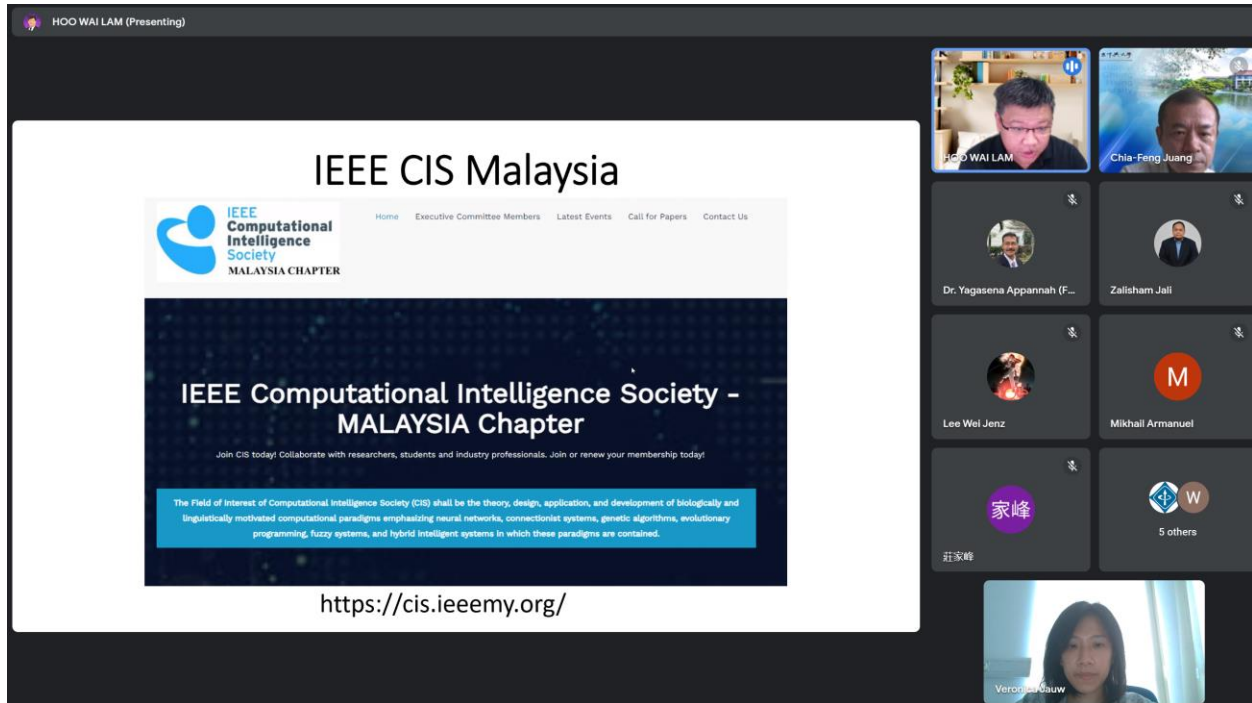 HOO WAI LAM (Presenting)
IEEE CIS Malaysia
IEEE
Computational
Intelligence
Society
MALAYSIA CHAPTER
Home Executive Committee Members Latest Events Call for Papers Contact Us
IEEE Computational Intelligence Society -
MALAYSIA Chapter
Join CIS today! Collaborate with researchers, students and industry professionals. Join or renew your membership today!
The Field of Interest of Computational Intelligence Society (CIS) shall be the theory, design, application, and development of biologically and
linguistically motivated computational paradigms emphasizing neural networks, connectionist systems, genetic algorithms, evolutionary
programming, fuzzy systems, and hybrid intelligent systems in which these paradigms are contained.
https://cis.ieeemy.org/
HOO WAI LAM
Chia-Feng Juang
Dr. Yagasena Appannah (F...
Zalisham Jali
Lee Wei Jenz
M
Mikhail Armanuel
家峰
莊家峰
W
5 others
Veronica Jauw